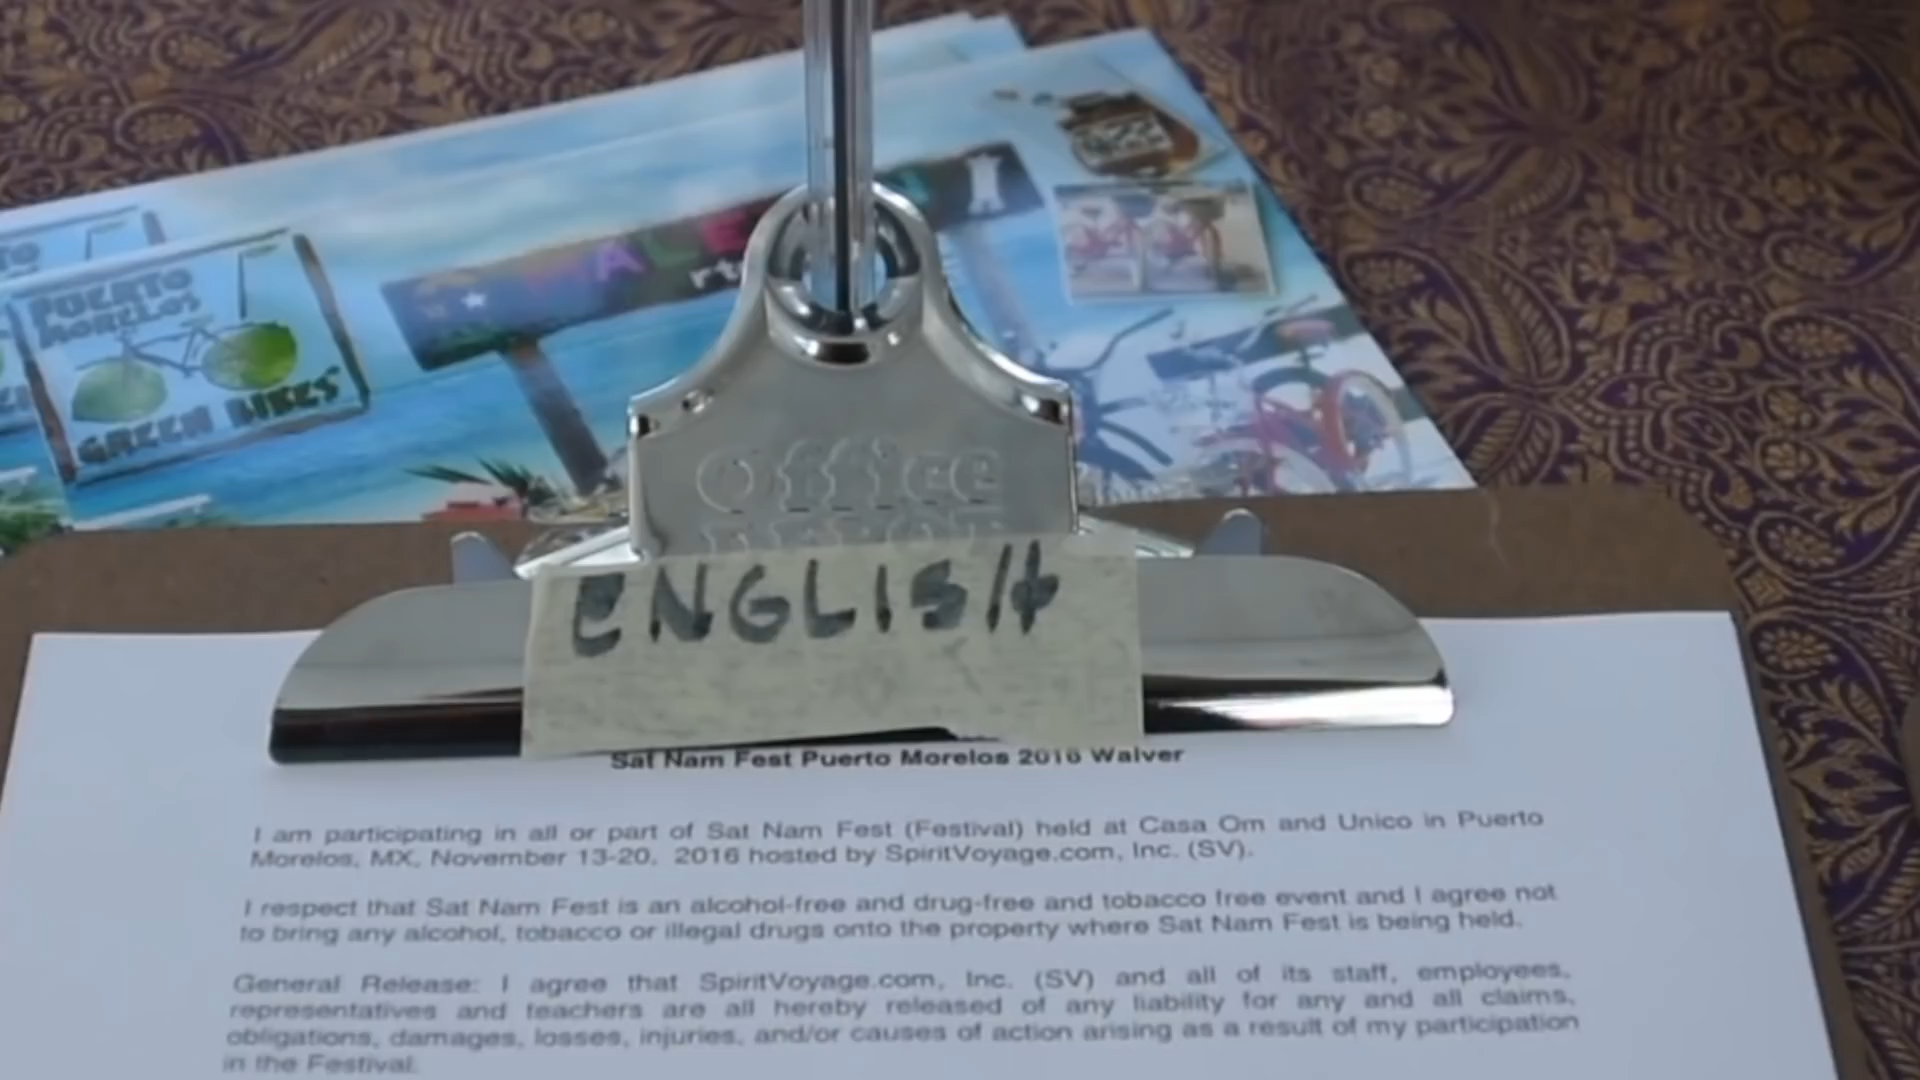 PUERTO
MORELOS
GREEN BIKES
Office
DEPOT
ENGLISH
Sat Nam Fest Puerto Morelos 2016 Waiver
I am participating in all or part of Sat Nam Fest (Festival) held at Casa Om and Unico in Puerto
Morelos, MX, November 13-20, 2016 hosted by SpiritVoyage.com, Inc. (SV).
I respect that Sat Nam Fest is an alcohol-free and drug-free and tobacco free event and I agree not
to bring any alcohol, tobacco or illegal drugs onto the property where Sat Nam Fest is being held.
General Release: I agree that SpiritVoyage.com, Inc. (SV) and all of its staff, employees,
representatives and teachers are all hereby released of any liability for any and all claims,
obligations, damages, losses, injuries, and/or causes of action arising as a result of my participation
in the Festival.